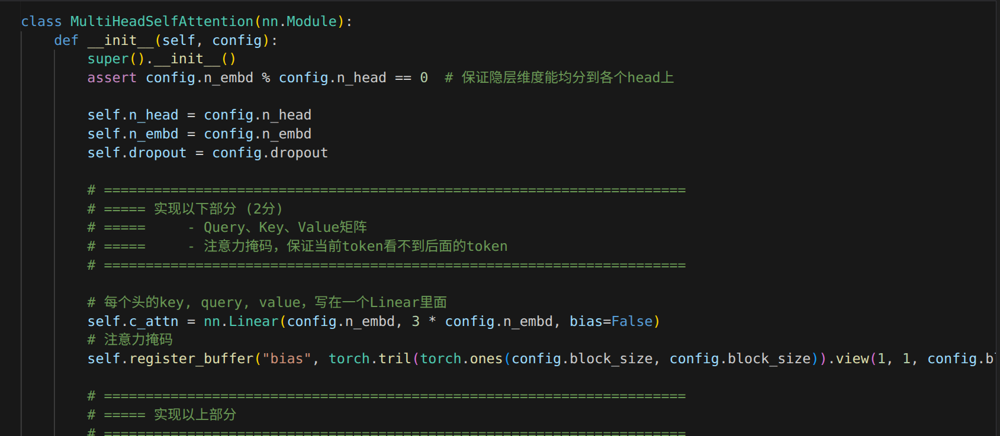 class MultiHeadSelfAttention(nn.Module):
def __init__(self, config):
super().__init__()
assert config.n_embd % config.n_head == 0  # 保证隐层维度能均分到各个head上
self.n_head = config.n_head
self.n_embd = config.n_embd
self.dropout = config.dropout
# ======================================================================
# ===== 实现以下部分 (2分)
# =====     - Query、Key、Value矩阵
# =====     - 注意力掩码，保证当前token看不到后面的token
# ======================================================================
# 每个头的key, query, value，写在一个Linear里面
self.c_attn = nn.Linear(config.n_embd, 3 * config.n_embd, bias=False)
# 注意力掩码
self.register_buffer("bias", torch.tril(torch.ones(config.block_size, config.block_size)).view(1, 1, config.b
# ======================================================================
# ===== 实现以上部分
# ======================================================================